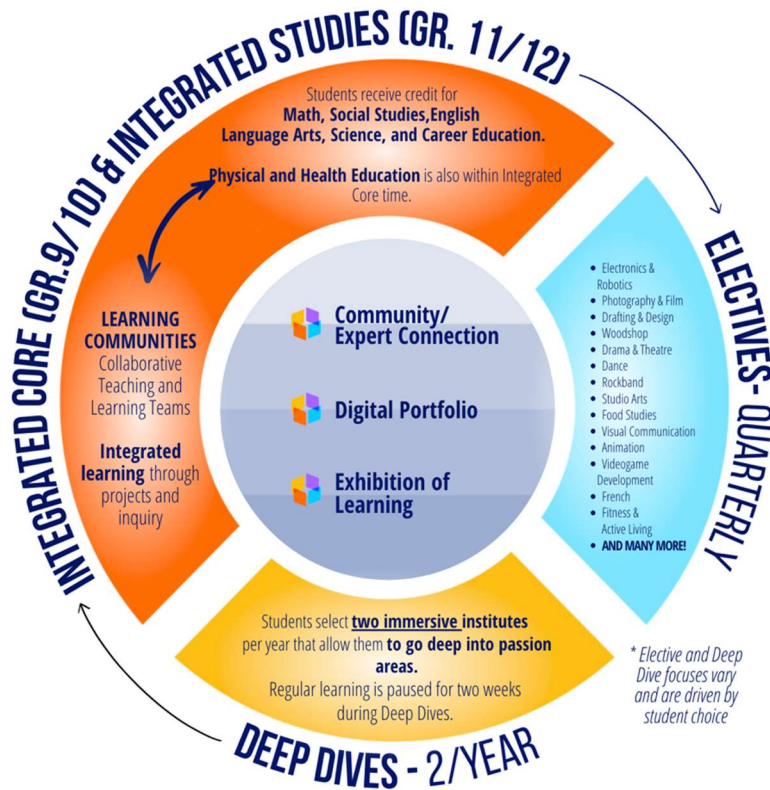 INTEGRATED CORE (GR.9/10) & INTEGRATED STUDIES (GR. 11/12)
Students receive credit for
Math, Social Studies,English
Language Arts, Science, and Career Education.
Physical and Health Education is also within Integrated
Core time.
LEARNING
COMMUNITIES
Collaborative
Teaching and
Learning Teams
Integrated
learning through
projects and
inquiry
Community/
Expert Connection
Digital Portfolio
Exhibition of
Learning
ELECTIVES- QUARTERLY
• Electronics &
Robotics
• Photography & Film
• Drafting & Design
• Woodshop
• Drama & Theatre
• Dance
• Rockband
• Studio Arts
• Food Studies
• Visual Communication
• Animation
• Videogame
Development
• French
• Fitness &
Active Living
• AND MANY MORE!
Students select two immersive institutes
per year that allow them to go deep into passion
areas.
Regular learning is paused for two weeks
during Deep Dives.
DEEP DIVES - 2/YEAR
* Elective and Deep
Dive focuses vary
and are driven by
student choice